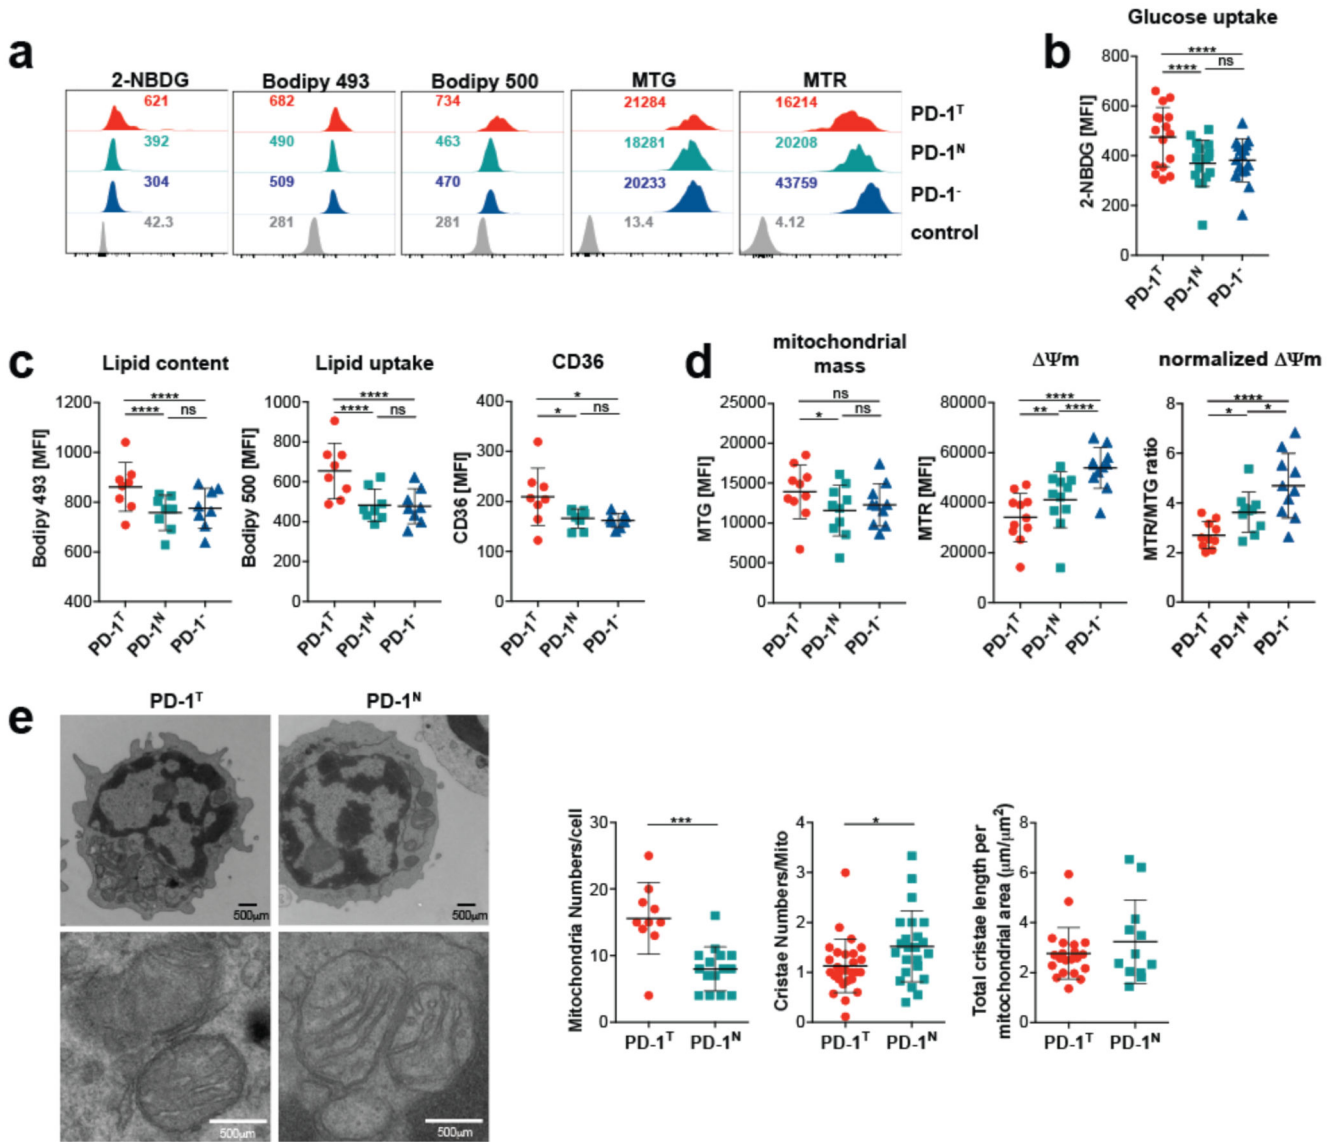 a
2-NBDG Bodipy 493 Bodipy 500 MTG MTR
621 682 734 21284 16214 PD-1ᵀ
392 490 463 18281 20208 PD-1ᴺ
304 509 470 20233 43759 PD-1⁻
42.3 281 281 13.4 4.12 control
b
Glucose uptake
2-NBDG [MFI]
800
600
400
200
0
****
**** ns
PD-1ᵀ PD-1ᴺ PD-1⁻
c
Lipid content
Bodipy 493 [MFI]
1200
1000
800
600
400
****
**** ns
PD-1ᵀ PD-1ᴺ PD-1⁻
Lipid uptake
Bodipy 500 [MFI]
1000
800
600
400
200
0
****
**** ns
PD-1ᵀ PD-1ᴺ PD-1⁻
CD36
CD36 [MFI]
400
300
200
100
0
*
* ns
PD-1ᵀ PD-1ᴺ PD-1⁻
d
mitochondrial
mass
MTG [MFI]
25000
20000
15000
10000
5000
0
ns
* ns
PD-1ᵀ PD-1ᴺ PD-1⁻
ΔΨm
MTR [MFI]
80000
60000
40000
20000
0
****
** ****
PD-1ᵀ PD-1ᴺ PD-1⁻
normalized ΔΨm
MTR/MTG ratio
8
6
4
2
0
****
* *
PD-1ᵀ PD-1ᴺ PD-1⁻
e
PD-1ᵀ PD-1ᴺ
500μm 500μm
500μm 500μm
Mitochondria Numbers/cell
30
20
10
0
***
PD-1ᵀ PD-1ᴺ
Cristae Numbers/Mito
4
3
2
1
0
*
PD-1ᵀ PD-1ᴺ
Total cristae length per
mitochondrial area (μm/μm²)
8
6
4
2
0
PD-1ᵀ PD-1ᴺ